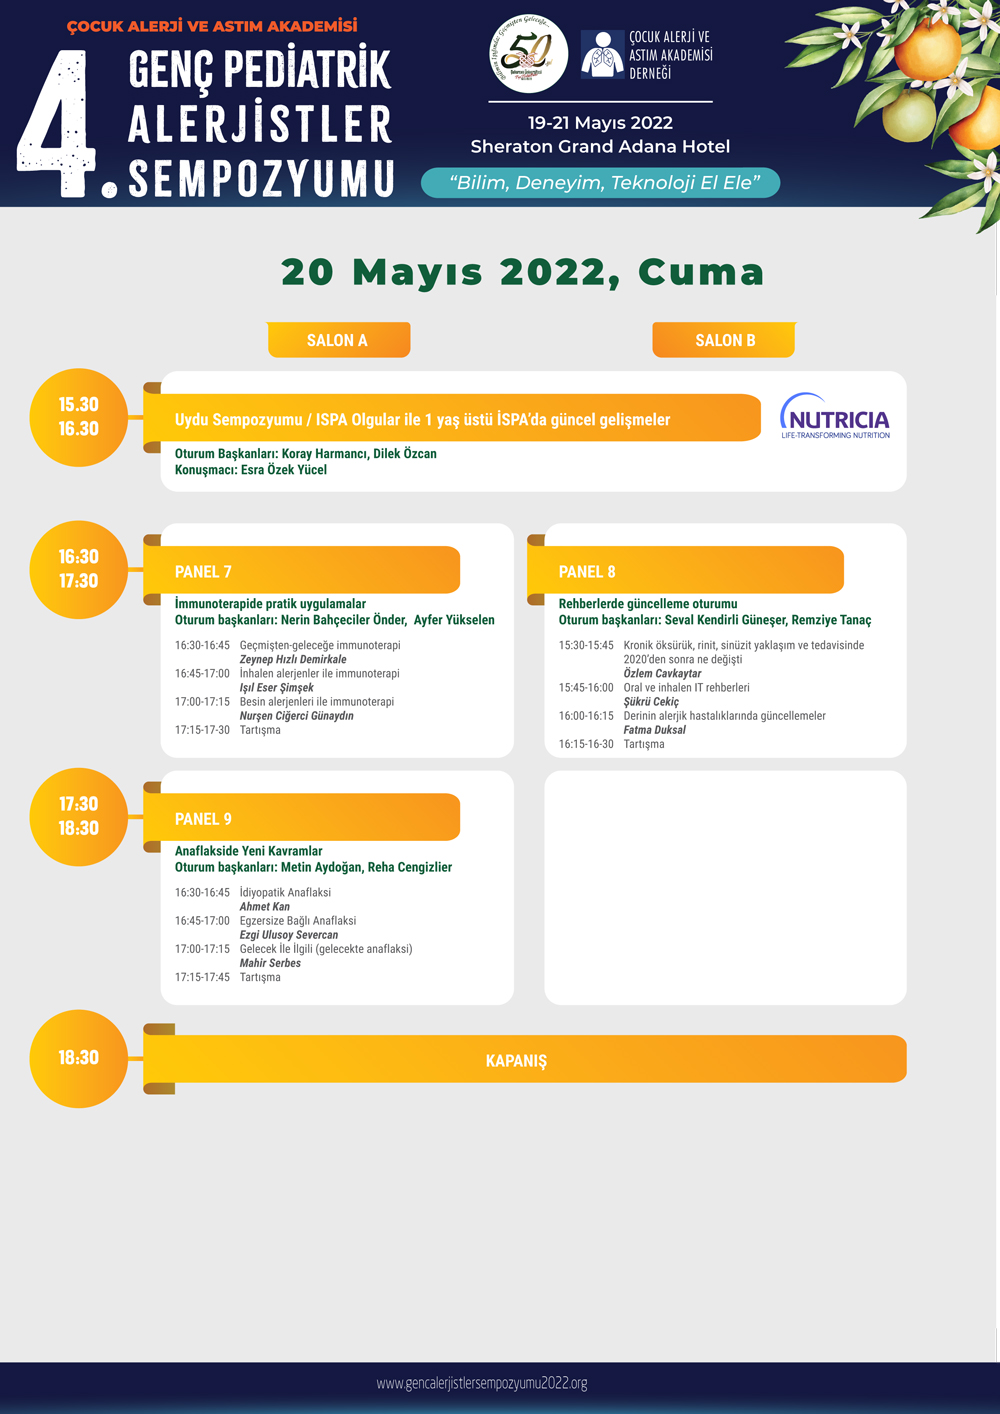 ÇOCUK ALERJİ VE ASTIM AKADEMİSİ
4. GENÇ PEDİATRİK
ALERJİSTLER
SEMPOZYUMU
50
ÇOCUK ALERJİ VE
ASTIM AKADEMİSİ
DERNEĞİ
19-21 Mayıs 2022
Sheraton Grand Adana Hotel
“Bilim, Deneyim, Teknoloji El Ele”
20 Mayıs 2022, Cuma
SALON A
SALON B
15.30
16.30
Uydu Sempozyumu / ISPA Olgular ile 1 yaş üstü İSPA’da güncel gelişmeler
NUTRICIA
LIFE-TRANSFORMING NUTRITION
Oturum Başkanları: Koray Harmancı, Dilek Özcan
Konuşmacı: Esra Özek Yücel
16:30
17:30
PANEL 7
İmmunoterapide pratik uygulamalar
Oturum başkanları: Nerin Bahçeciler Önder, Ayfer Yükselen
16:30-16:45 Geçmişten-geleceğe immunoterapi
Zeynep Hızlı Demirkale
16:45-17:00 İnhalen alerjenler ile immunoterapi
Işıl Eser Şimşek
17:00-17:15 Besin alerjenleri ile immunoterapi
Nurşen Ciğerci Günaydın
17:15-17-30 Tartışma
PANEL 8
Rehberlerde güncelleme oturumu
Oturum başkanları: Seval Kendirli Güneşer, Remziye Tanaç
15:30-15:45 Kronik öksürük, rinit, sinüzit yaklaşım ve tedavisinde
2020’den sonra ne değişti
Özlem Cavkaytar
15:45-16:00 Oral ve inhalen IT rehberleri
Şükrü Cekiç
16:00-16:15 Derinin alerjik hastalıklarında güncellemeler
Fatma Duksal
16:15-16-30 Tartışma
17:30
18:30
PANEL 9
Anaflakside Yeni Kavramlar
Oturum başkanları: Metin Aydoğan, Reha Cengizlier
16:30-16:45 İdiyopatik Anaflaksi
Ahmet Kan
16:45-17:00 Egzersize Bağlı Anaflaksi
Ezgi Ulusoy Severcan
17:00-17:15 Gelecek İle İlgili (gelecekte anaflaksi)
Mahir Serbes
17:15-17:45 Tartışma
18:30
KAPANIŞ
www.gencalerjistlersempozyumu2022.org